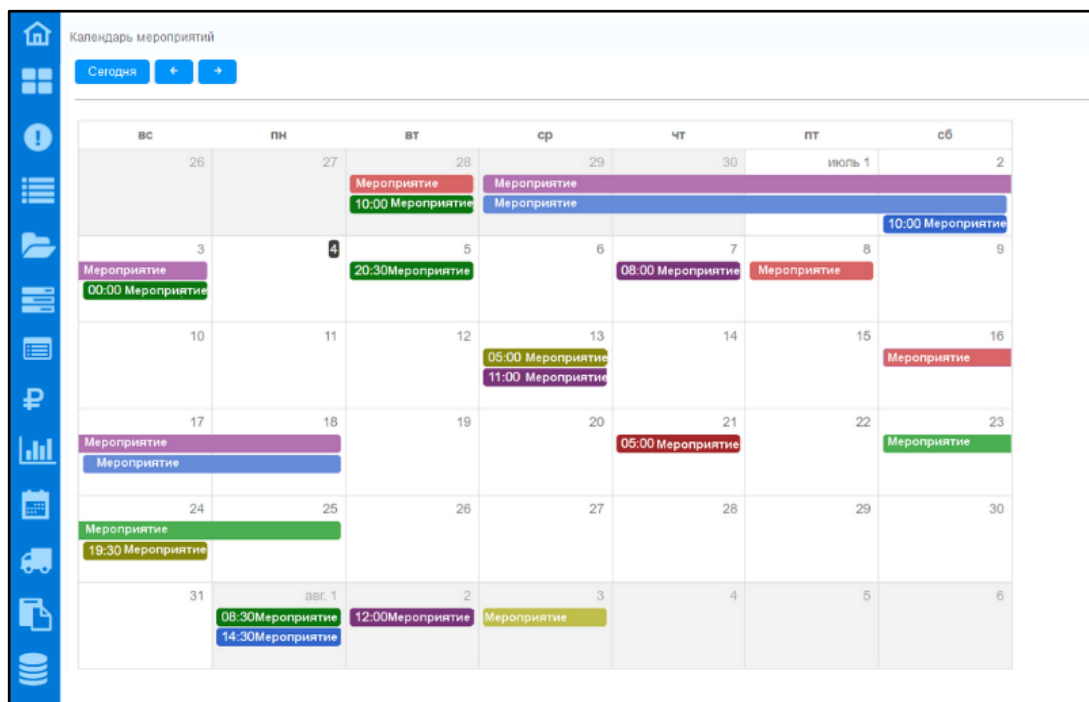 Календарь мероприятий
Сегодня
вс пн вт ср чт пт сб
26 27 28 29 30 июль 1 2
Мероприятие Мероприятие
10:00 Мероприятие Мероприятие
10:00 Мероприятие
3 4 5 6 7 8 9
Мероприятие 20:30Мероприятие 08:00 Мероприятие Мероприятие
00:00 Мероприятие
10 11 12 13 14 15 16
05:00 Мероприятие Мероприятие
11:00 Мероприятие
17 18 19 20 21 22 23
Мероприятие 05:00 Мероприятие Мероприятие
Мероприятие
24 25 26 27 28 29 30
Мероприятие
19:30 Мероприятие
31 авг. 1 2 3 4 5 6
08:30Мероприятие 12:00Мероприятие Мероприятие
14:30Мероприятие